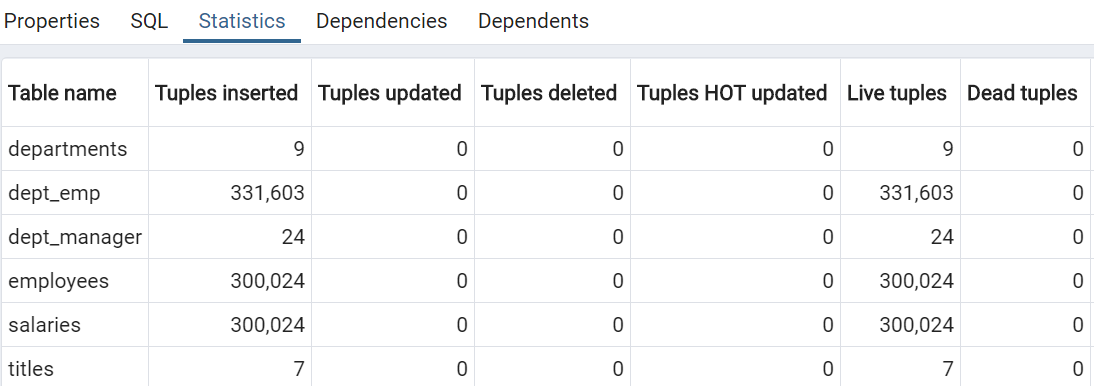 Properties SQL Statistics Dependencies Dependents
Table name Tuples inserted Tuples updated Tuples deleted Tuples HOT updated Live tuples Dead tuples
departments 9 0 0 0 9 0
dept_emp 331,603 0 0 0 331,603 0
dept_manager 24 0 0 0 24 0
employees 300,024 0 0 0 300,024 0
salaries 300,024 0 0 0 300,024 0
titles 7 0 0 0 7 0